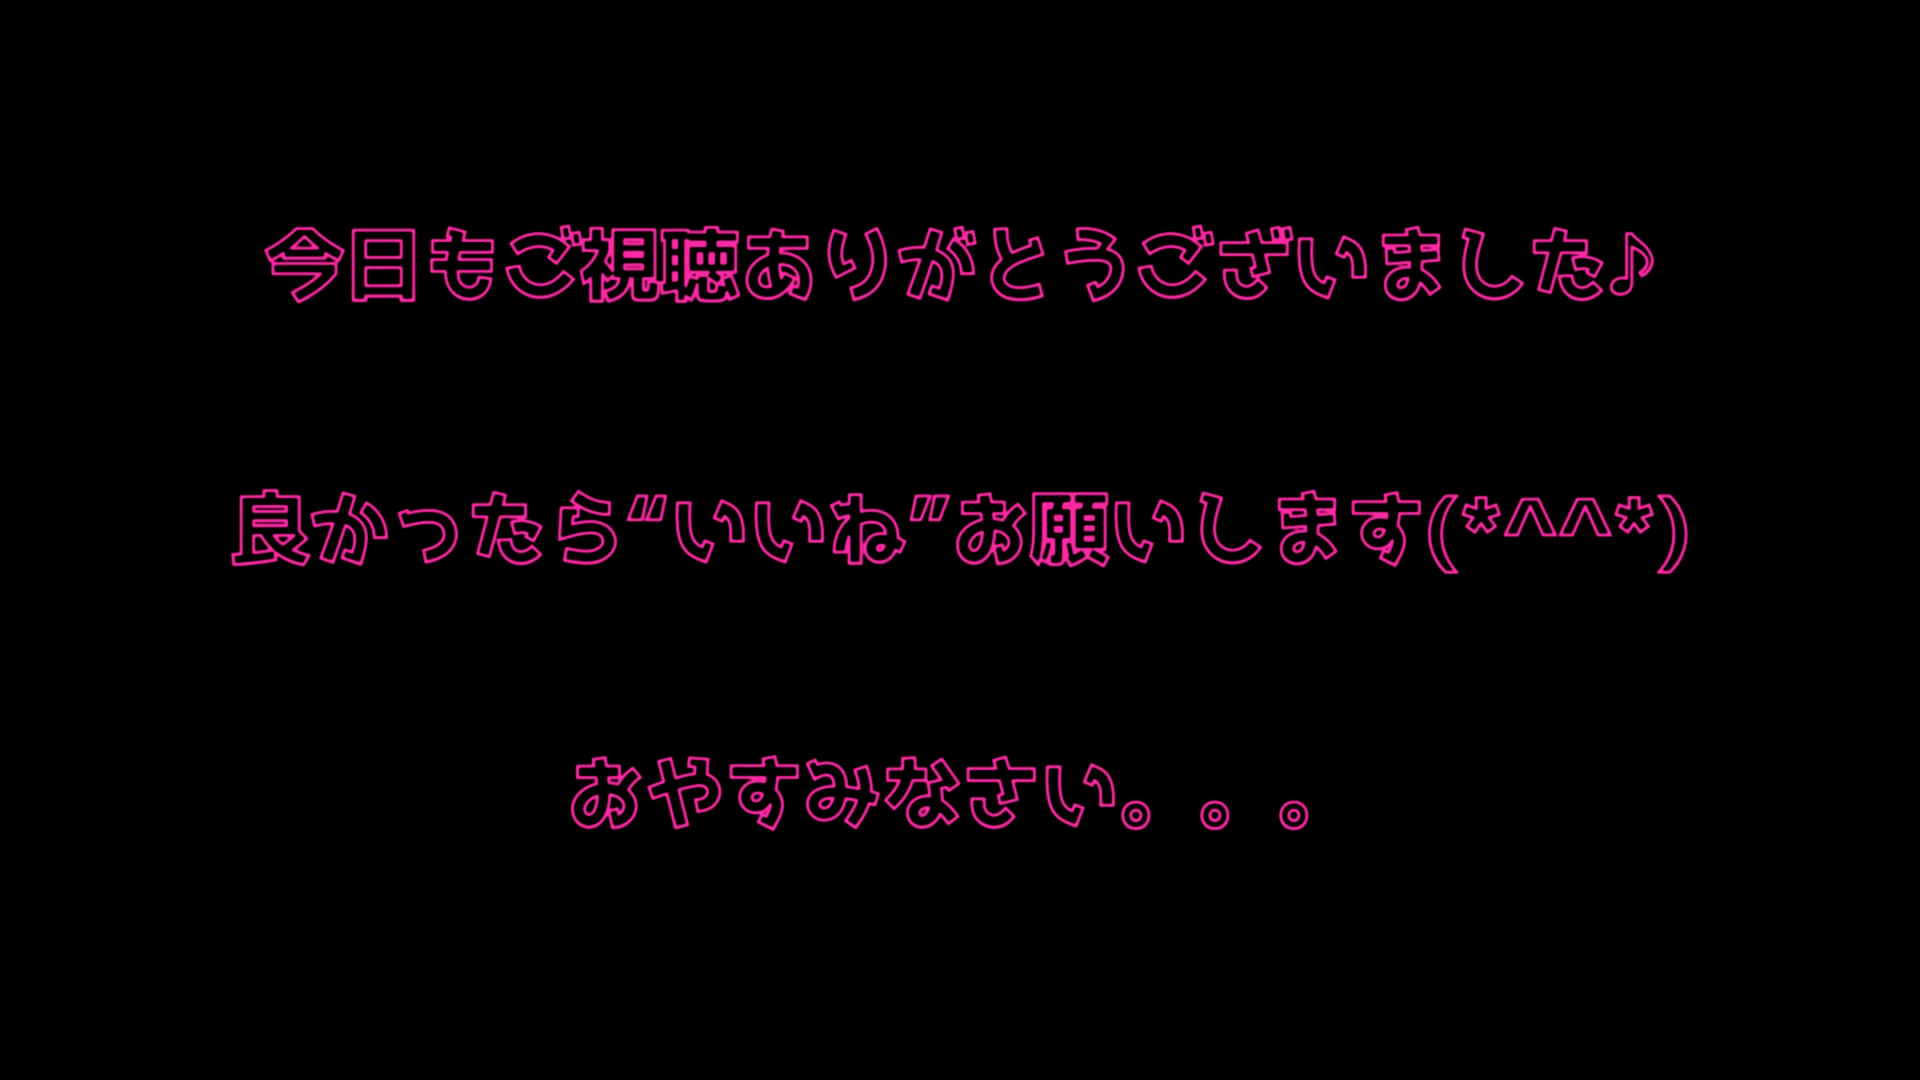 今日もご視聴ありがとうございました♪
良かったら“いいね”お願いします(*^^*)
おやすみなさい。。。